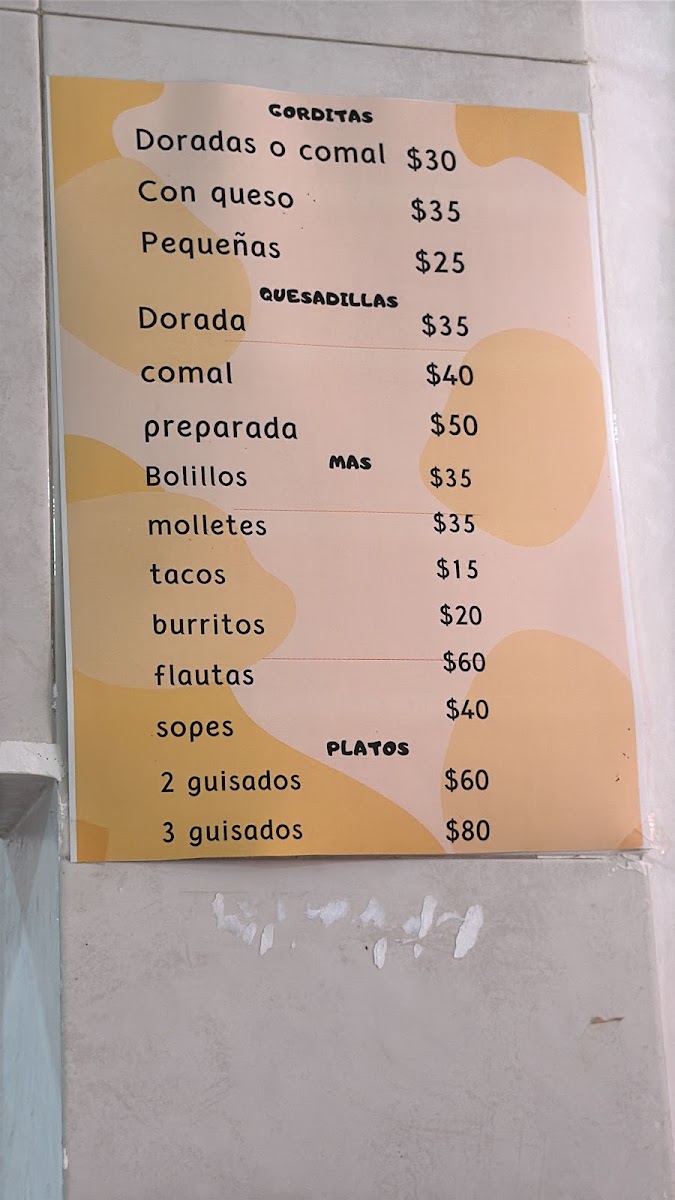 GORDITAS
Doradas o comal $30
Con queso $35
Pequeñas $25
QUESADILLAS
Dorada $35
comal $40
preparada $50
MAS
Bolillos $35
molletes $35
tacos $15
burritos $20
flautas $60
sopes $40
PLATOS
2 guisados $60
3 guisados $80